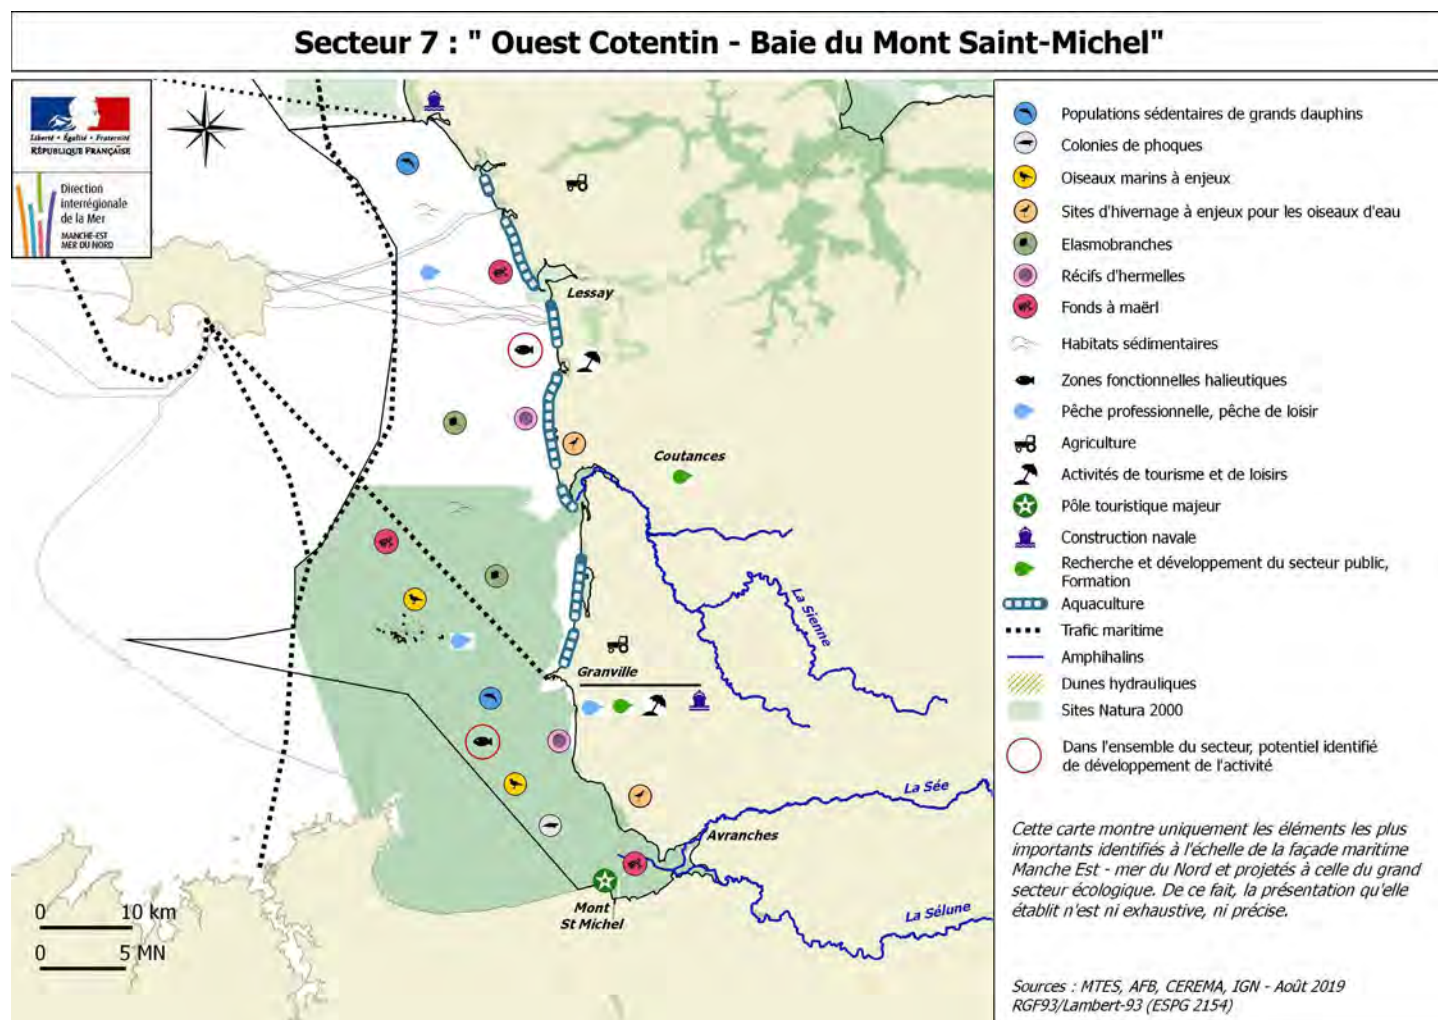 Secteur 7 : " Ouest Cotentin - Baie du Mont Saint-Michel"
Liberté • Égalité • Fraternité
RÉPUBLIQUE FRANÇAISE
Direction
interrégionale
de la Mer
MANCHE-EST
MER DU NORD
Lessay
Coutances
La Sienne
Granville
La Sée
Avranches
Mont
St Michel
La Sélune
0 10 km
0 5 MN
Populations sédentaires de grands dauphins
Colonies de phoques
Oiseaux marins à enjeux
Sites d'hivernage à enjeux pour les oiseaux d'eau
Elasmobranches
Récifs d'hermelles
Fonds à maërl
Habitats sédimentaires
Zones fonctionnelles halieutiques
Pêche professionnelle, pêche de loisir
Agriculture
Activités de tourisme et de loisirs
Pôle touristique majeur
Construction navale
Recherche et développement du secteur public,
Formation
Aquaculture
Trafic maritime
Amphihalins
Dunes hydrauliques
Sites Natura 2000
Dans l'ensemble du secteur, potentiel identifié
de développement de l'activité
Cette carte montre uniquement les éléments les plus
importants identifiés à l'échelle de la façade maritime
Manche Est - mer du Nord et projetés à celle du grand
secteur écologique. De ce fait, la présentation qu'elle
établit n'est ni exhaustive, ni précise.
Sources : MTES, AFB, CEREMA, IGN - Août 2019
RGF93/Lambert-93 (ESPG 2154)